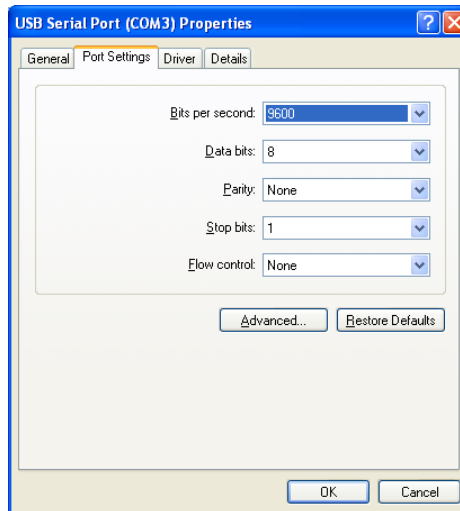 USB Serial Port (COM3) Properties
General Port Settings Driver Details
Bits per second: 9600
Data bits: 8
Parity: None
Stop bits: 1
Flow control: None
Advanced... Restore Defaults
OK Cancel